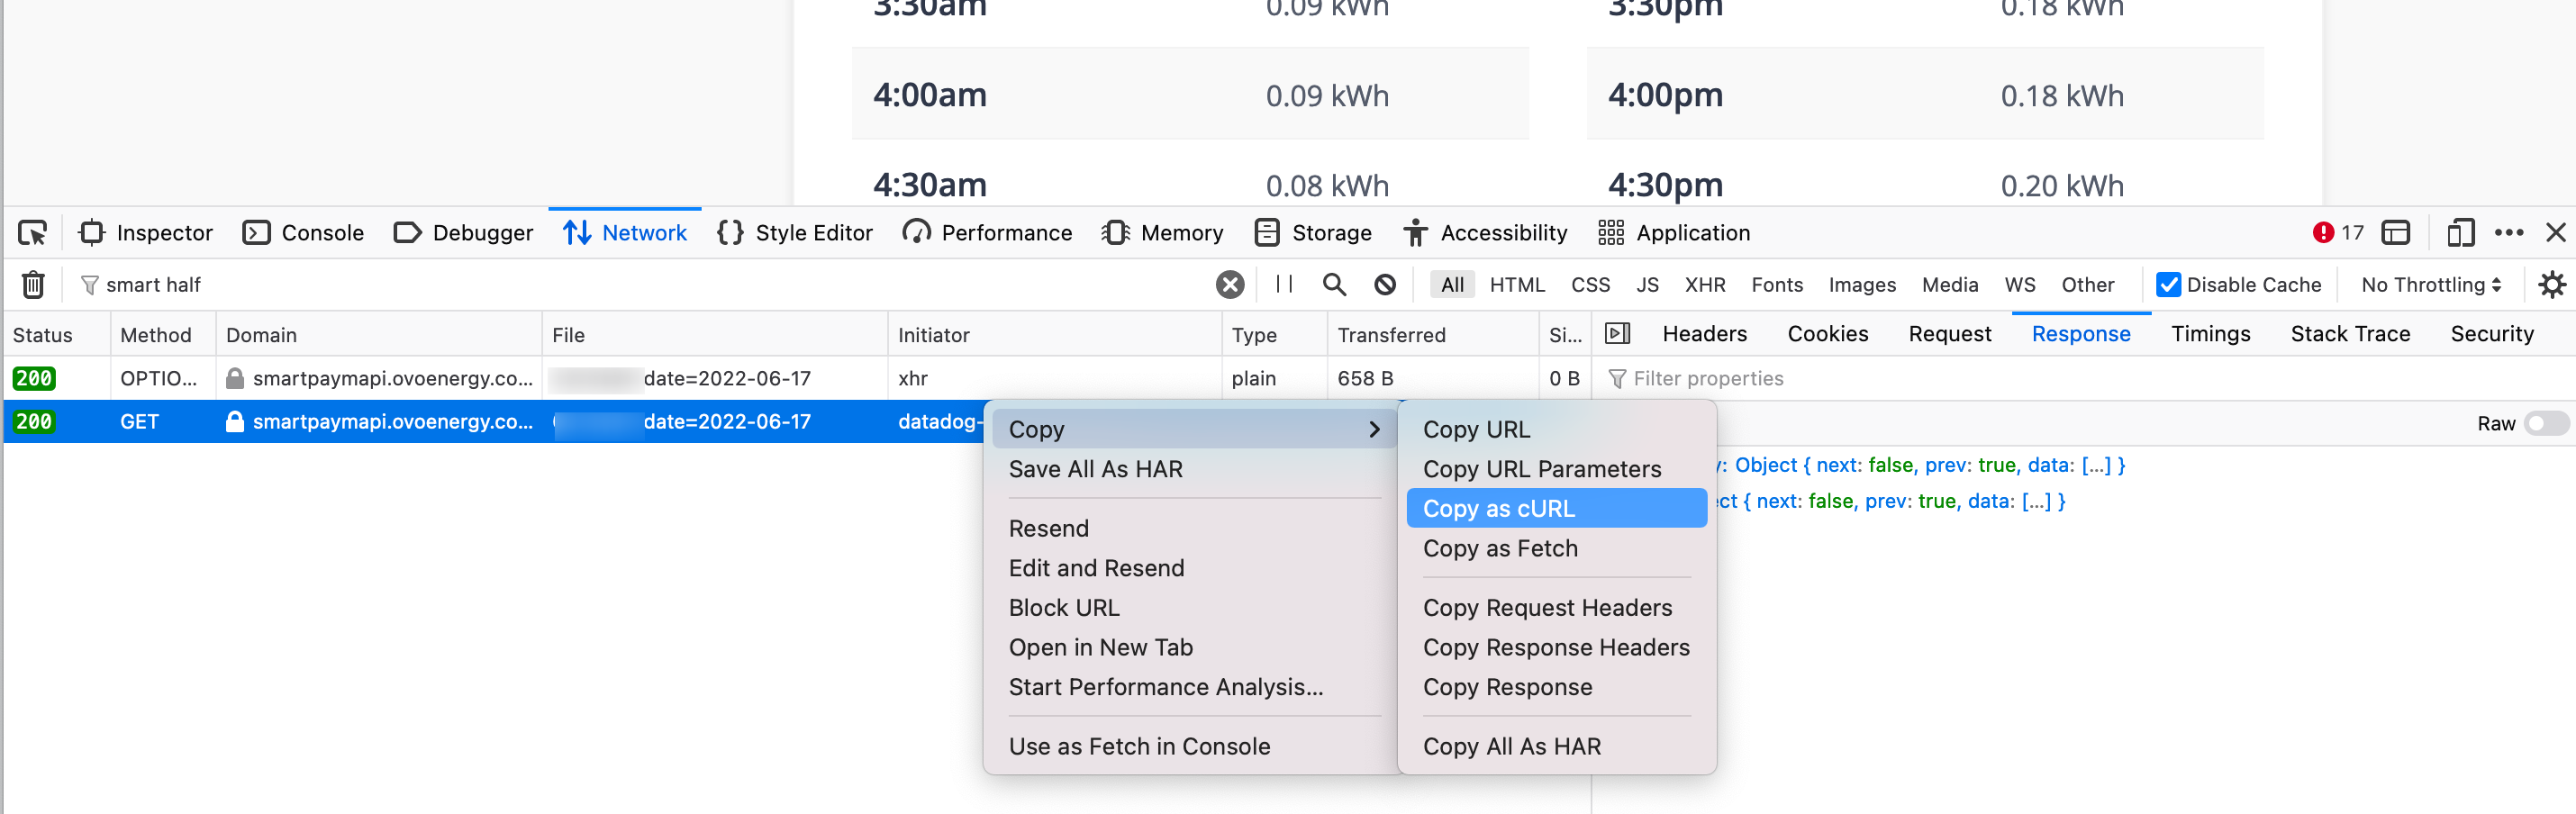 3:30am 0.09 kWh 3:30pm 0.18 kWh
4:00am 0.09 kWh 4:00pm 0.18 kWh
4:30am 0.08 kWh 4:30pm 0.20 kWh
Inspector Console Debugger Network Style Editor Performance Memory Storage Accessibility Application 17
smart half All HTML CSS JS XHR Fonts Images Media WS Other Disable Cache No Throttling
Status Method Domain File Initiator Type Transferred Si... Headers Cookies Request Response Timings Stack Trace Security
200 OPTIO... smartpaymapi.ovoenergy.co... date=2022-06-17 xhr plain 658 B 0 B Filter properties
200 GET smartpaymapi.ovoenergy.co... date=2022-06-17 datadog- Raw
Copy
Save All As HAR
Resend
Edit and Resend
Block URL
Open in New Tab
Start Performance Analysis...
Use as Fetch in Console
Copy URL
Copy URL Parameters
Copy as cURL
Copy as Fetch
Copy Request Headers
Copy Response Headers
Copy Response
Copy All As HAR
y: Object { next: false, prev: true, data: [...] }
ect { next: false, prev: true, data: [...] }